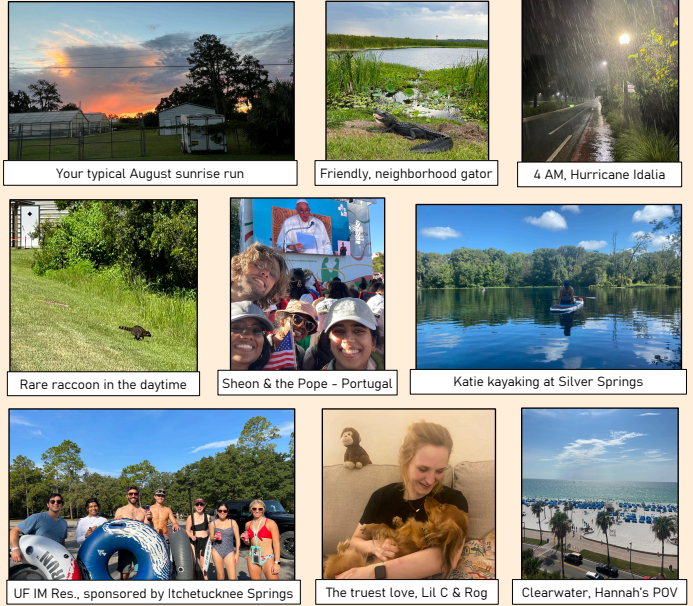 Your typical August sunrise run
Friendly, neighborhood gator
4 AM, Hurricane Idalia
Rare raccoon in the daytime
Sheon & the Pope - Portugal
Katie kayaking at Silver Springs
UF IM Res., sponsored by Itchetucknee Springs
The truest love, Lil C & Rog
Clearwater, Hannah's POV